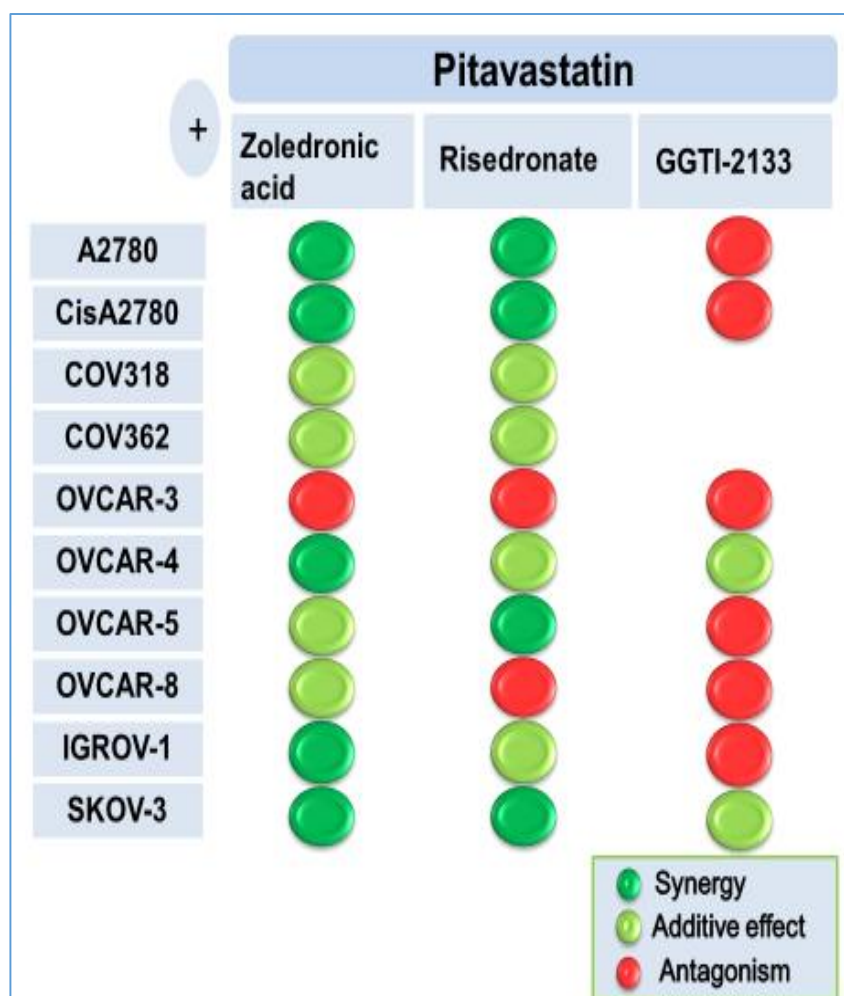 Pitavastatin
+
Zoledronic
acid
Risedronate
GGTI-2133
A2780
CisA2780
COV318
COV362
OVCAR-3
OVCAR-4
OVCAR-5
OVCAR-8
IGROV-1
SKOV-3
Synergy
Additive effect
Antagonism